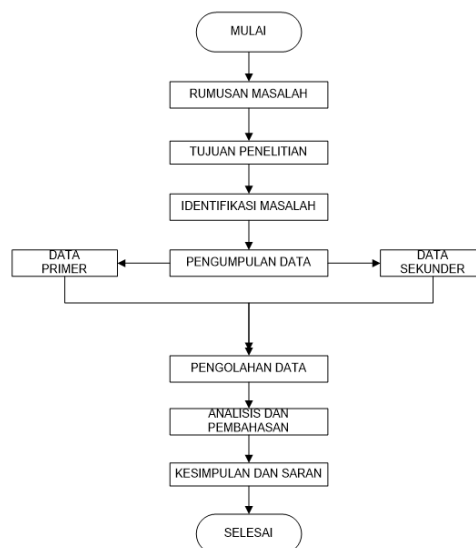 MULAI
RUMUSAN MASALAH
TUJUAN PENELITIAN
IDENTIFIKASI MASALAH
DATA
PRIMER
PENGUMPULAN DATA
DATA
SEKUNDER
PENGOLAHAN DATA
ANALISIS DAN
PEMBAHASAN
KESIMPULAN DAN SARAN
SELESAI